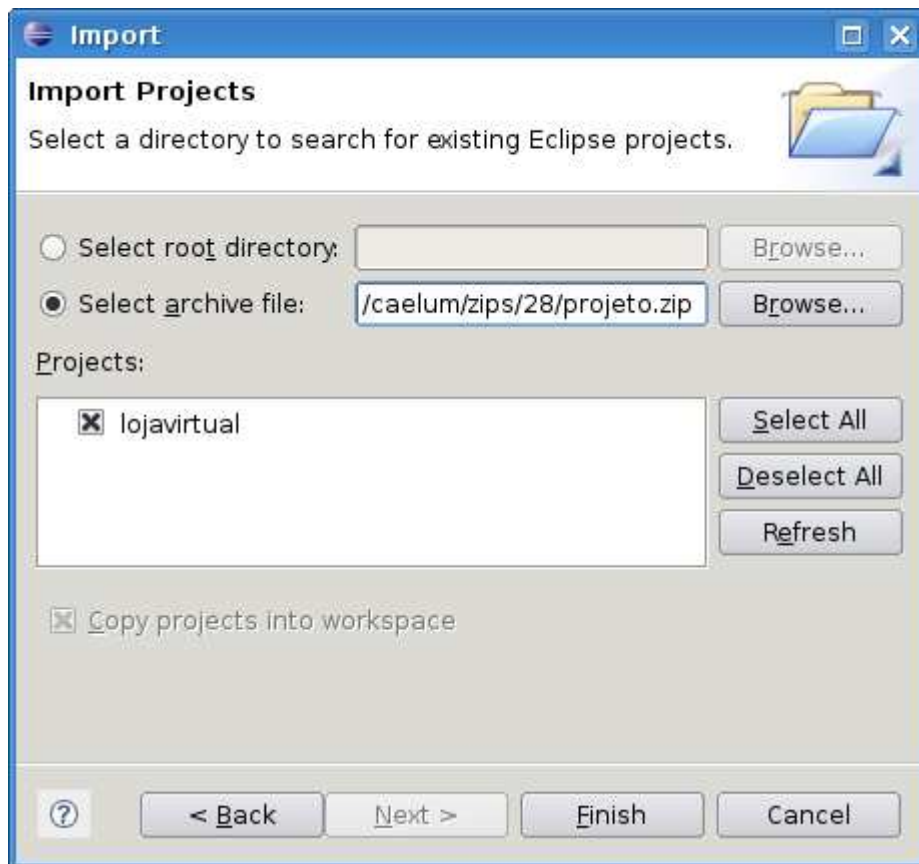 Import
Import Projects
Select a directory to search for existing Eclipse projects.
Select root directory:
Browse...
Select archive file:
/caelum/zips/28/projeto.zip
Browse...
Projects:
lojavirtual
Select All
Deselect All
Refresh
Copy projects into workspace
?
< Back
Next >
Finish
Cancel